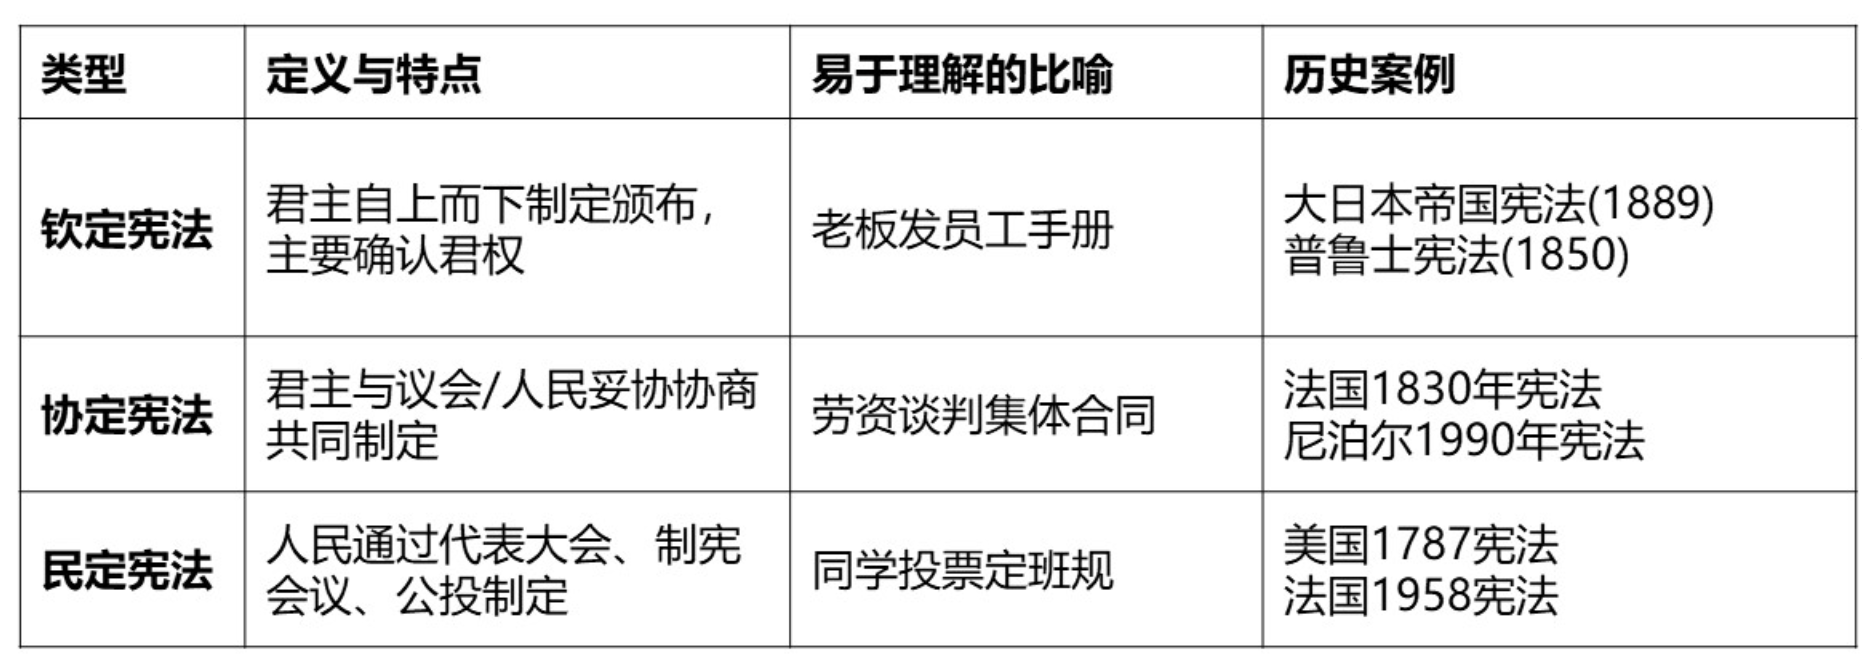 类型
定义与特点
易于理解的比喻
历史案例
钦定宪法
君主自上而下制定颁布，
主要确认君权
老板发员工手册
大日本帝国宪法(1889)
普鲁士宪法(1850)
协定宪法
君主与议会/人民妥协协商
共同制定
劳资谈判集体合同
法国1830年宪法
尼泊尔1990年宪法
民定宪法
人民通过代表大会、制宪
会议、公投制定
同学投票定班规
美国1787宪法
法国1958宪法